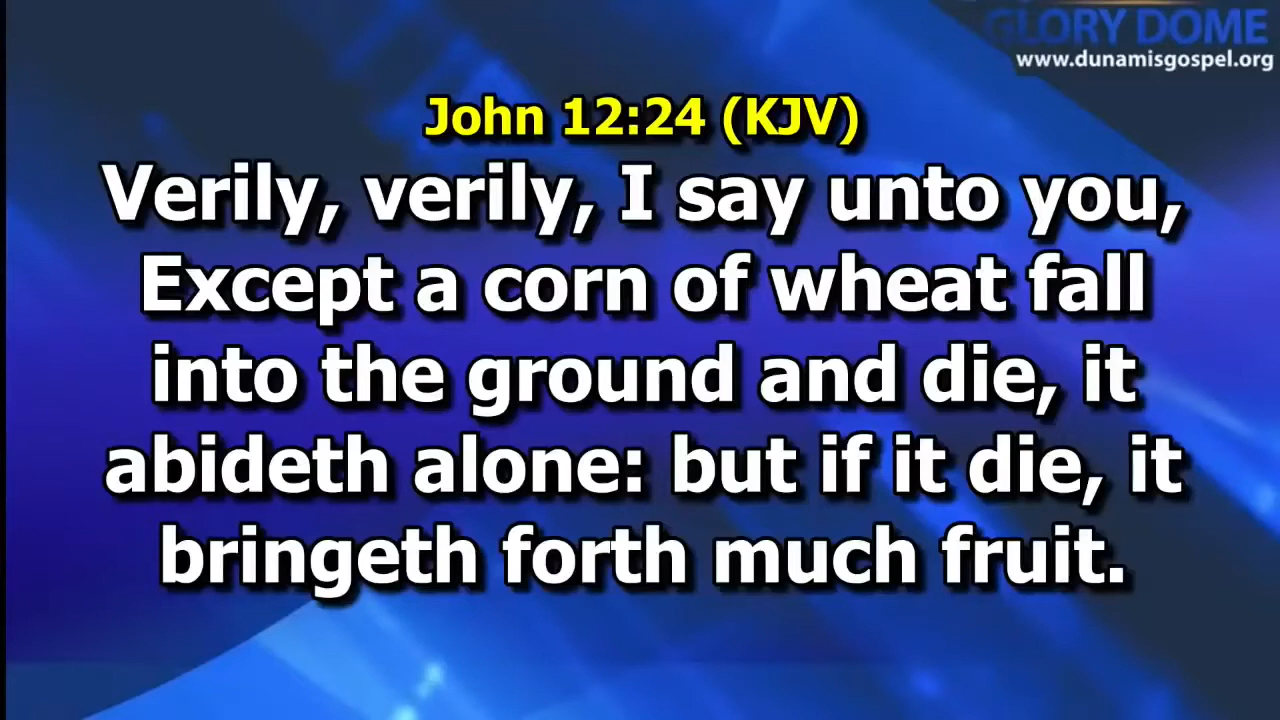 GLORY DOME
www.dunamisgospel.org
John 12:24 (KJV)
Verily, verily, I say unto you,
Except a corn of wheat fall
into the ground and die, it
abideth alone: but if it die, it
bringeth forth much fruit.